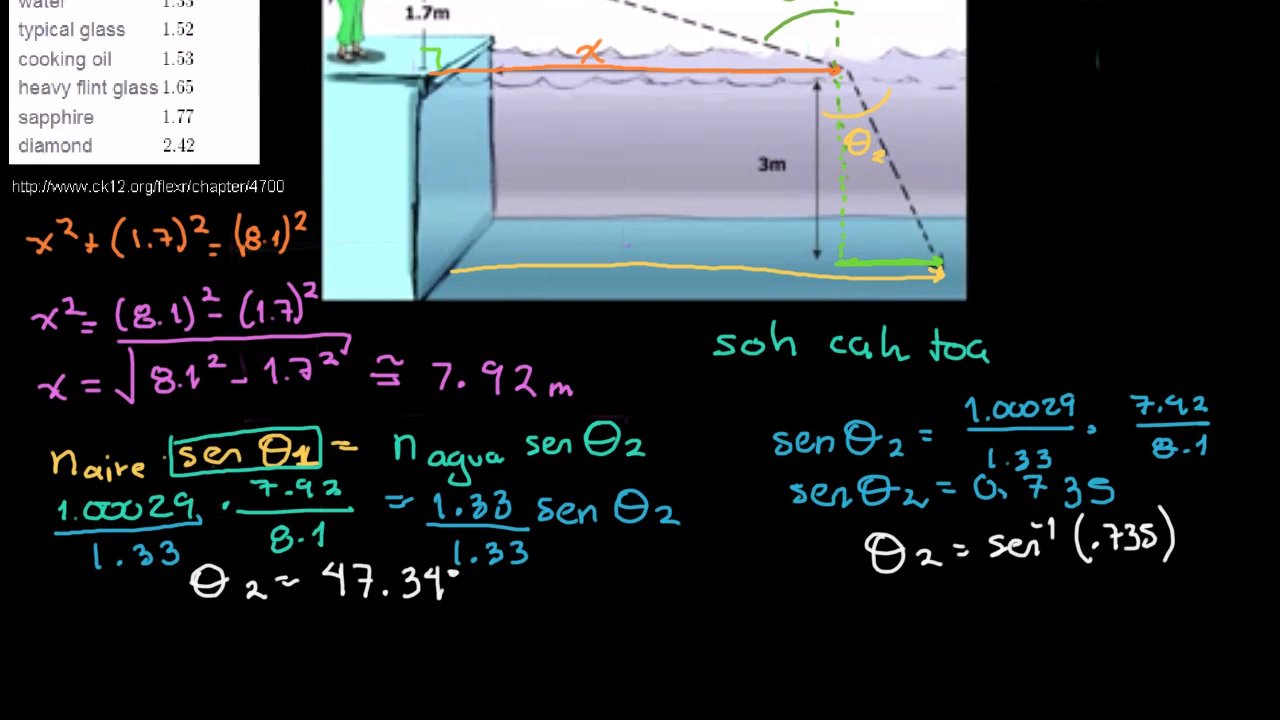 water 1.33
typical glass 1.52
cooking oil 1.53
heavy flint glass 1.65
sapphire 1.77
diamond 2.42
http://www.ck12.org/flexr/chapter/4700
1.7m
x
θ₂
3m
x² + (1.7)² = (8.1)²
x² = (8.1)² - (1.7)²
x = √8.1² - 1.7² ≅ 7.92 m
soh cah toa
n aire · sen θ1 = n agua sen θ₂
1.00029/1.33 · 7.92/8.1 = 1.33/1.33 sen θ₂
θ₂ = 47.34°
sen θ₂ = 1.00029/1.33 · 7.92/8.1
sen θ₂ = 0.735
θ₂ = sen⁻¹ (.735)